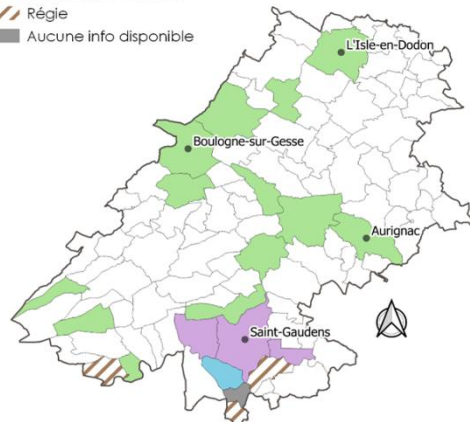 Régie
Aucune info disponible
L'Isle-en-Dodon
Boulogne-sur-Gesse
Aurignac
Saint-Gaudens